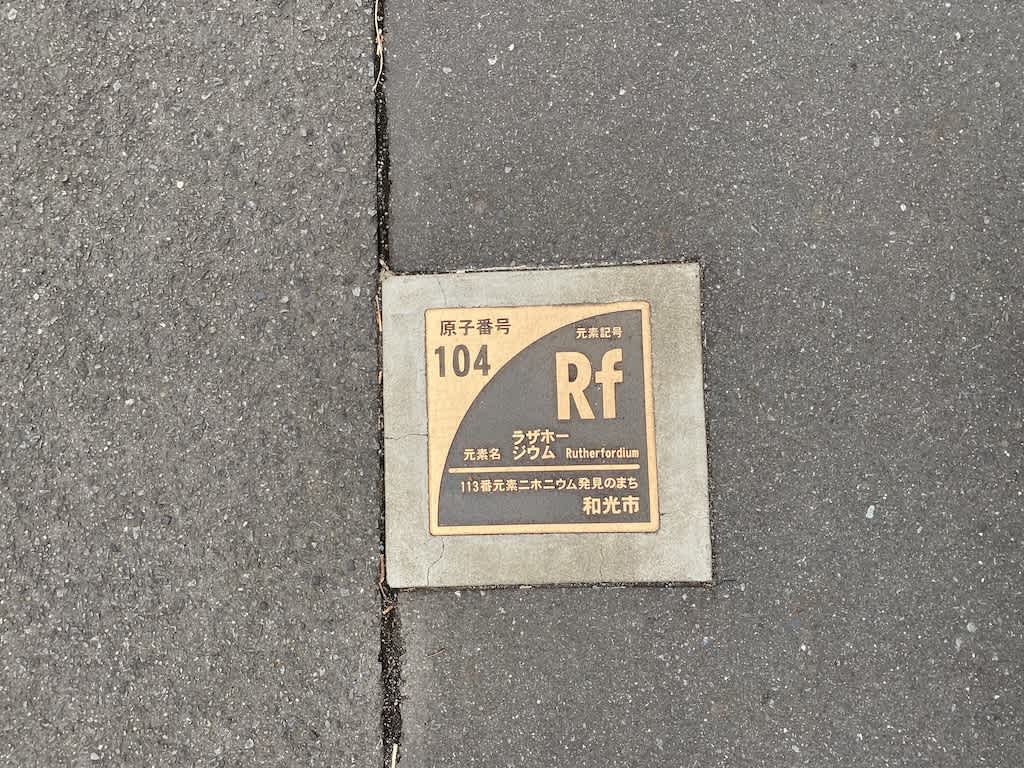 原子番号
104
元素記号
Rf
元素名 ラザホー
ジウム Rutherfordium
113番元素ニホニウム発見のまち
和光市